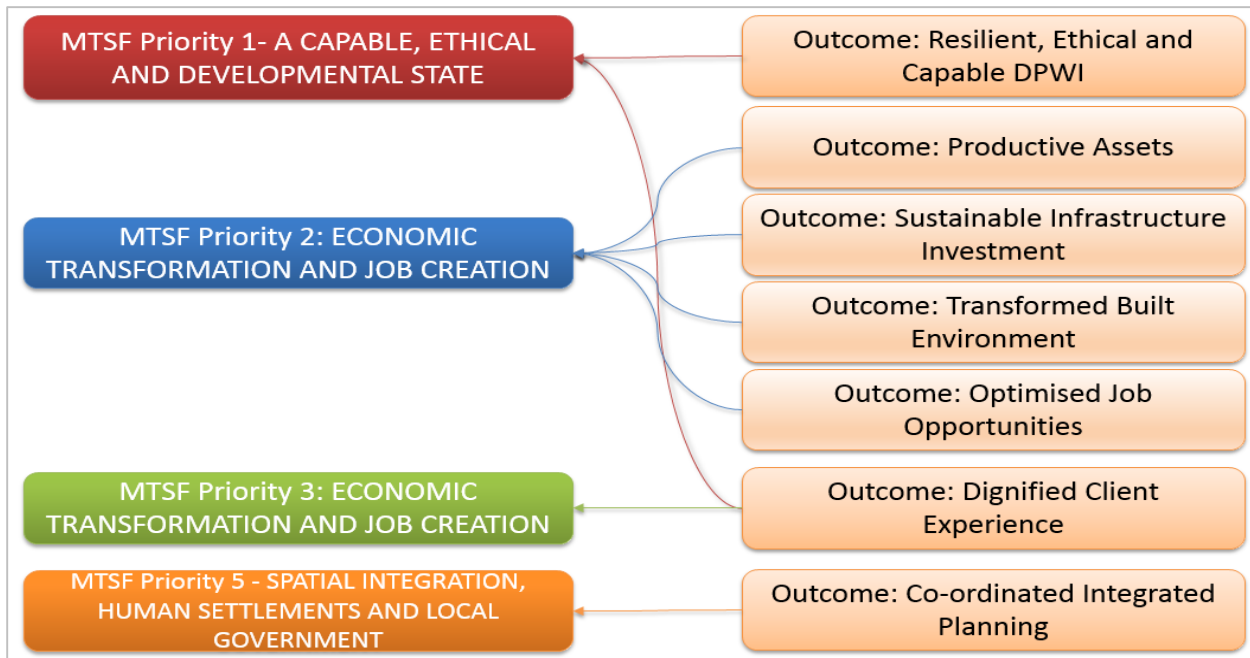 MTSF Priority 1- A CAPABLE, ETHICAL
AND DEVELOPMENTAL STATE
MTSF Priority 2: ECONOMIC
TRANSFORMATION AND JOB CREATION
MTSF Priority 3: ECONOMIC
TRANSFORMATION AND JOB CREATION
MTSF Priority 5 - SPATIAL INTEGRATION,
HUMAN SETTLEMENTS AND LOCAL
GOVERNMENT
Outcome: Resilient, Ethical and
Capable DPWI
Outcome: Productive Assets
Outcome: Sustainable Infrastructure
Investment
Outcome: Transformed Built
Environment
Outcome: Optimised Job
Opportunities
Outcome: Dignified Client
Experience
Outcome: Co-ordinated Integrated
Planning